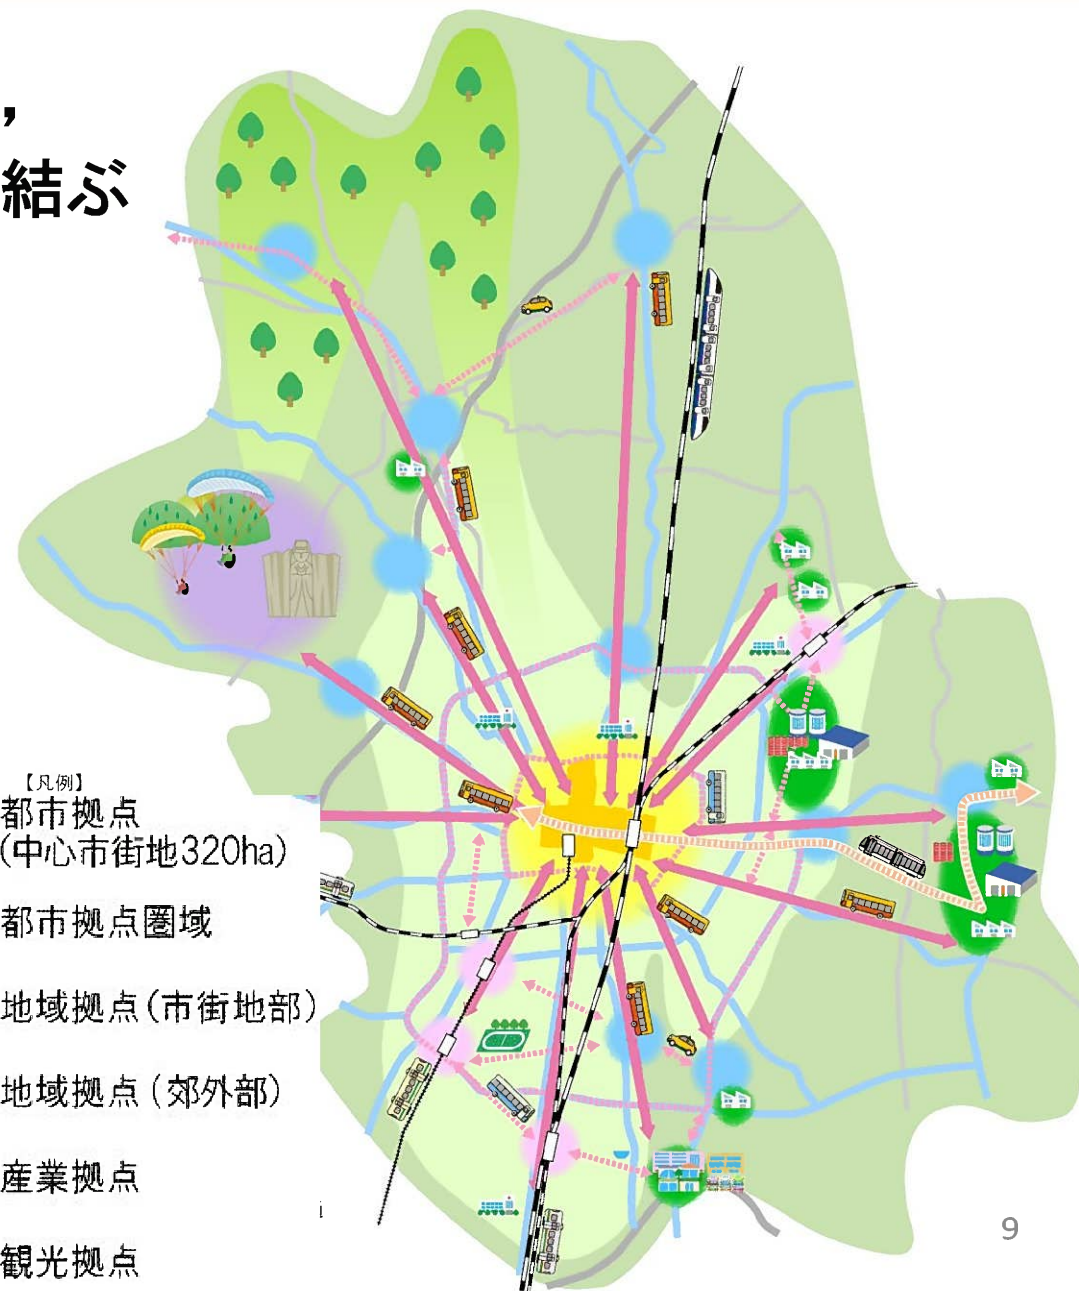 ,
結ぶ
【凡例】
都市拠点
(中心市街地320ha)
都市拠点圏域
地域拠点(市街地部)
地域拠点(郊外部)
産業拠点
観光拠点
9